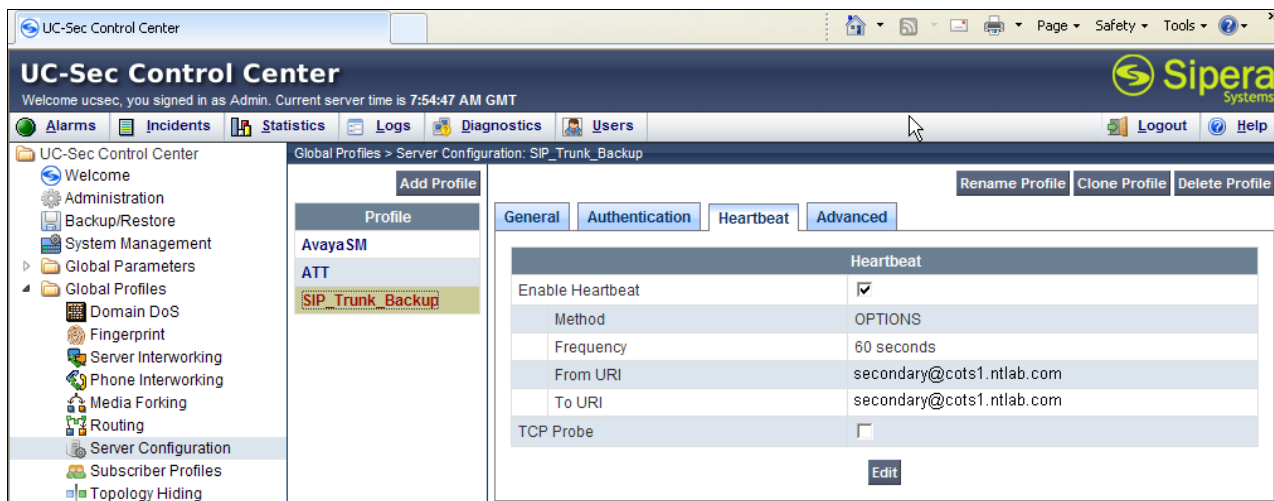 UC-Sec Control Center
Page Safety Tools
UC-Sec Control Center
Sipera
Systems
Welcome ucsec, you signed in as Admin. Current server time is 7:54:47 AM GMT
Alarms Incidents Statistics Logs Diagnostics Users Logout Help
UC-Sec Control Center
Welcome
Administration
Backup/Restore
System Management
Global Parameters
Global Profiles
Domain DoS
Fingerprint
Server Interworking
Phone Interworking
Media Forking
Routing
Server Configuration
Subscriber Profiles
Topology Hiding
Global Profiles > Server Configuration: SIP_Trunk_Backup
Add Profile
Profile
AvayaSM
ATT
SIP_Trunk_Backup
Rename Profile Clone Profile Delete Profile
General Authentication Heartbeat Advanced
Heartbeat
Enable Heartbeat
Method OPTIONS
Frequency 60 seconds
From URI secondary@cots1.ntlab.com
To URI secondary@cots1.ntlab.com
TCP Probe
Edit